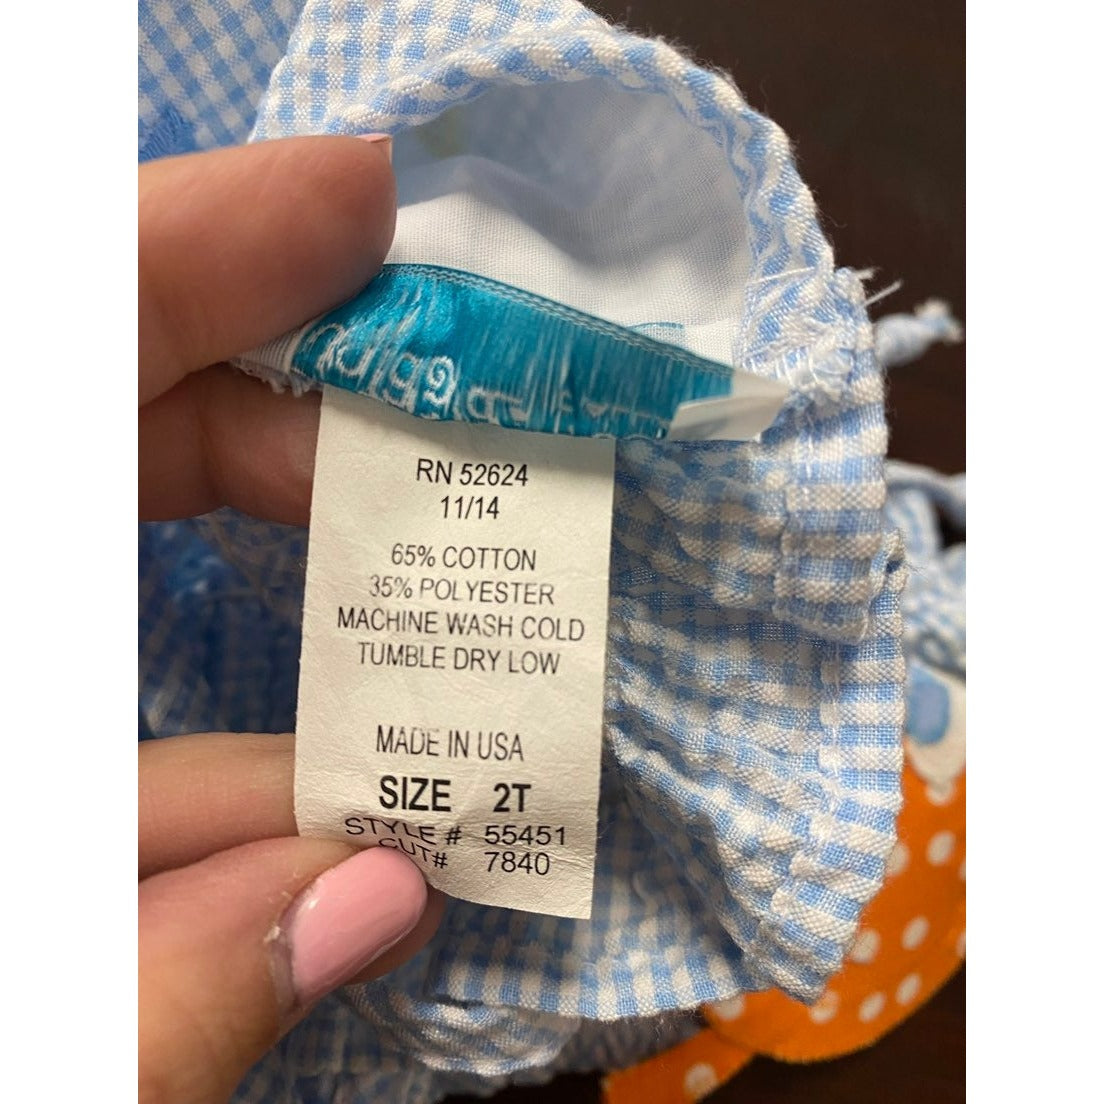 RN 52624
11/14
65% COTTON
35% POLYESTER
MACHINE WASH COLD
TUMBLE DRY LOW
MADE IN USA
SIZE 2T
STYLE # 55451
CUT# 7840